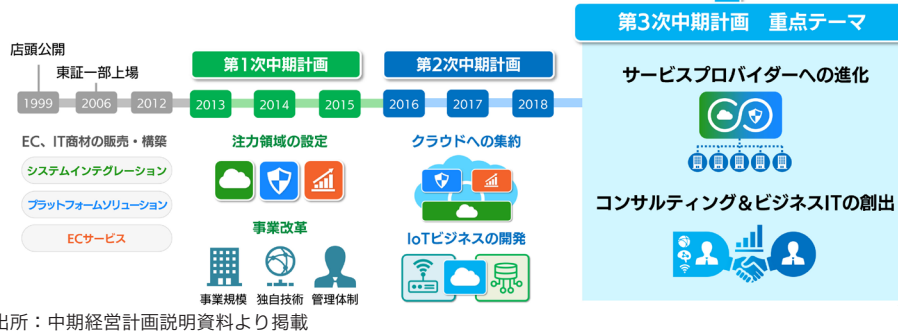 第3次中期計画 重点テーマ
店頭公開
東証一部上場
第1次中期計画
第2次中期計画
サービスプロバイダーへの進化
1999
2006
2012
2013
2014
2015
2016
2017
2018
EC、IT商材の販売・構築
注力領域の設定
クラウドへの集約
システムインテグレーション
プラットフォームソリューション
ECサービス
コンサルティング&ビジネスITの創出
事業改革
IoTビジネスの開発
事業規模
独自技術
管理体制
出所:中期経営計画説明資料より掲載